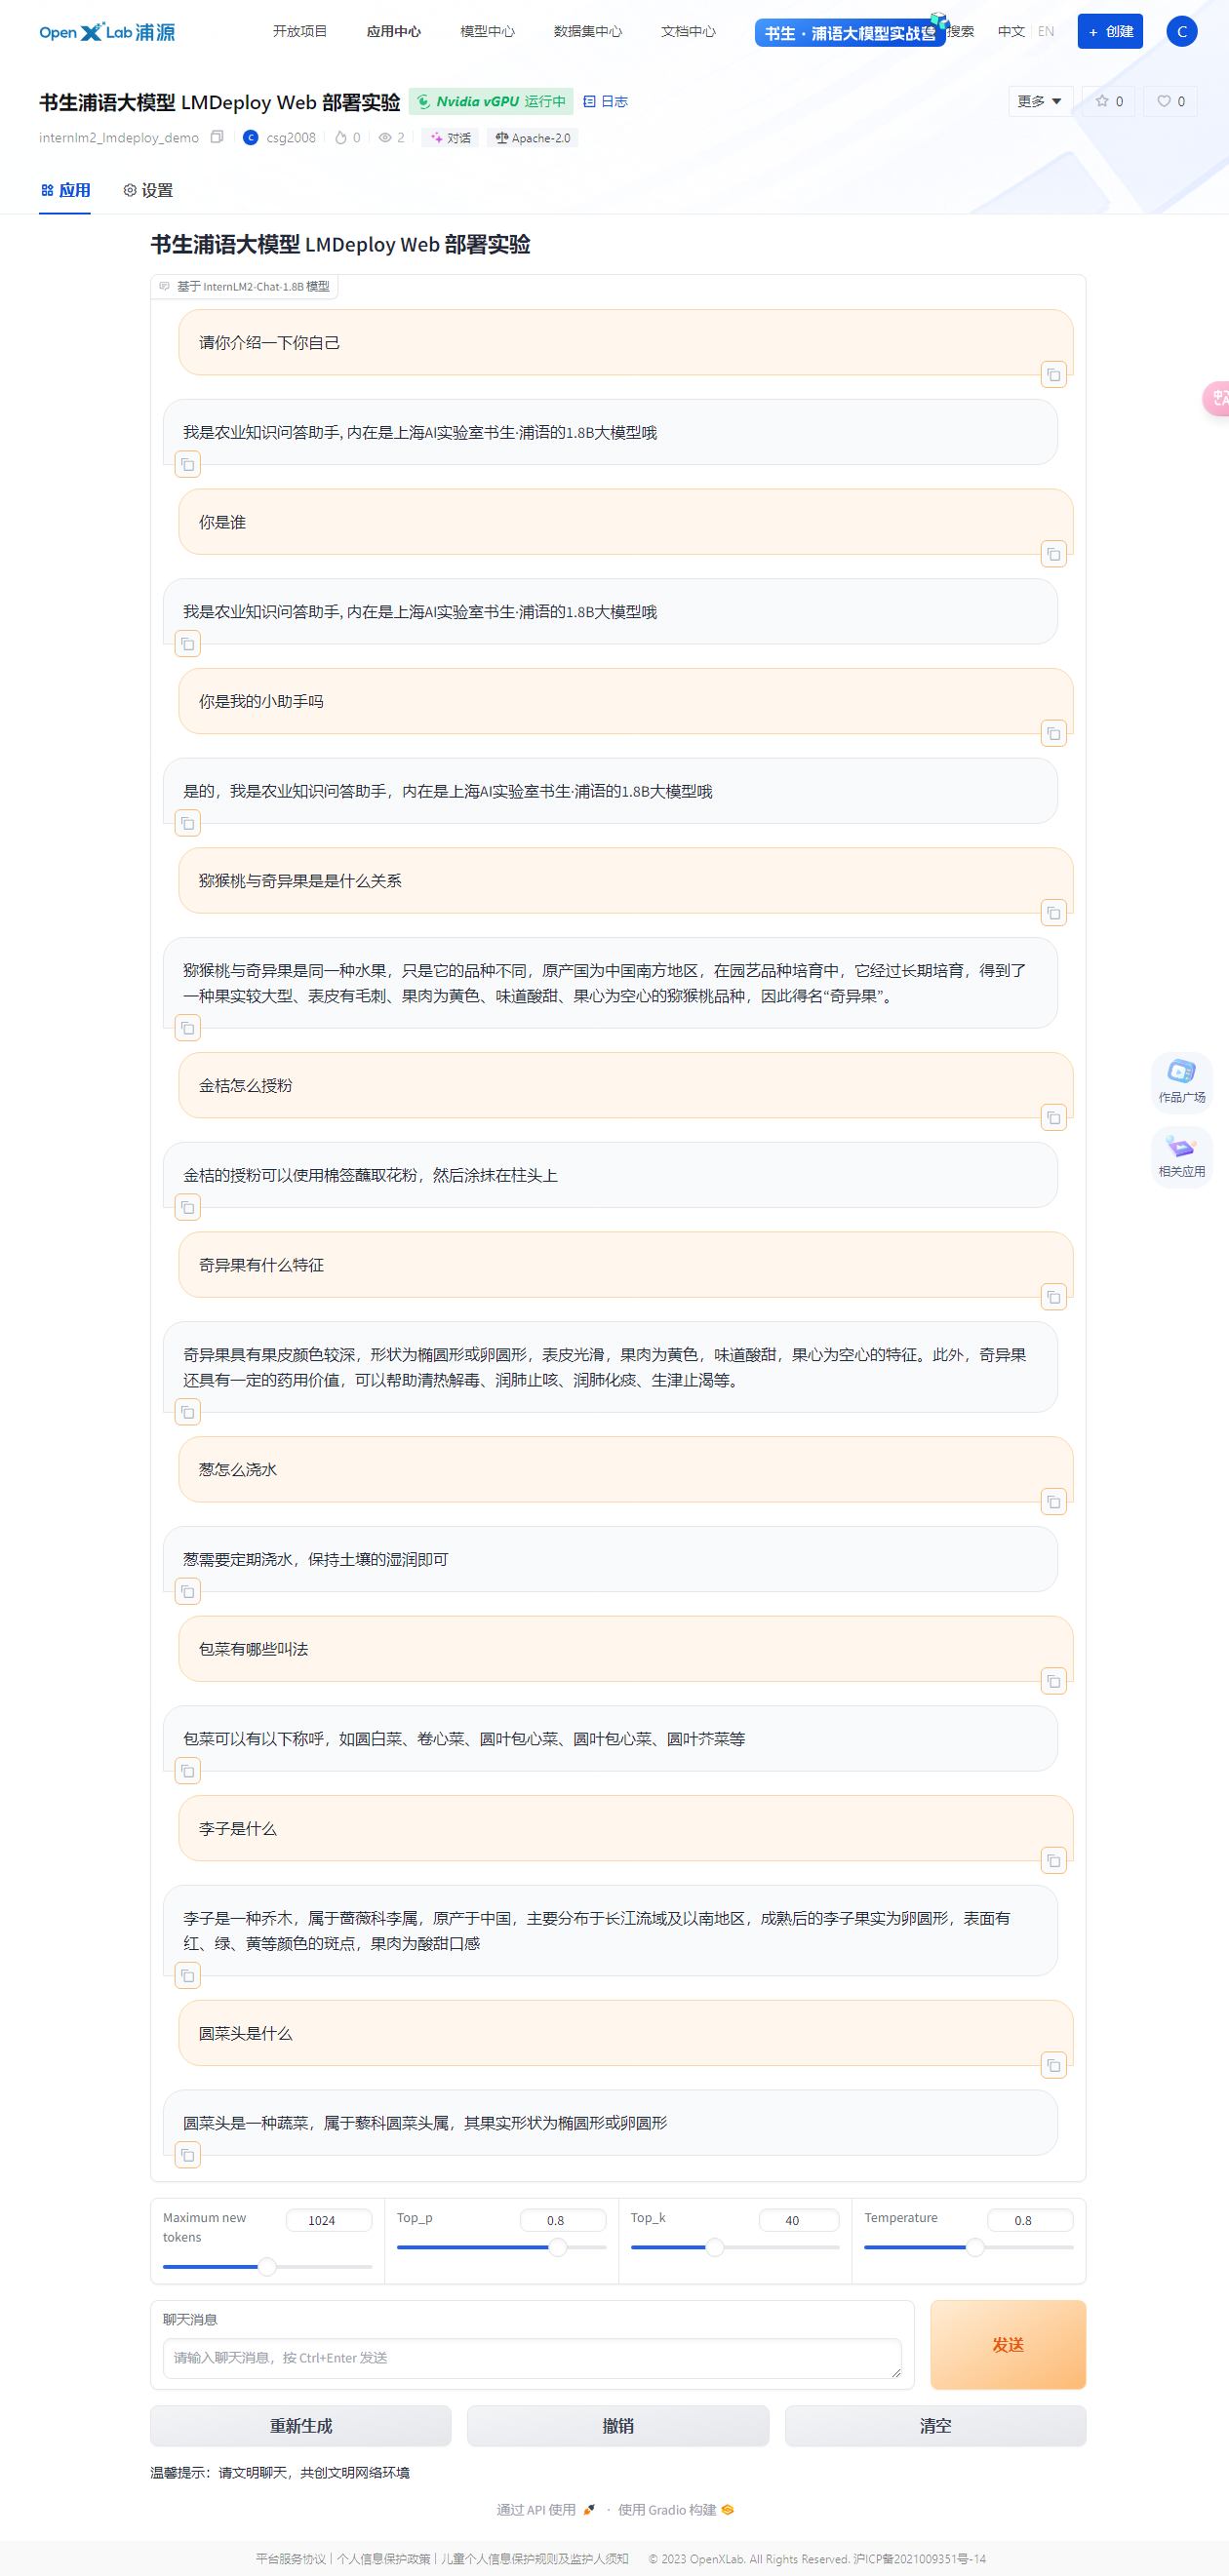 OpenXLab 浦源
开放项目 应用中心 模型中心 数据集中心 文档中心 书生·浦语大模型实战营 搜索 中文 EN + 创建 C
书生浦语大模型 LMDeploy Web 部署实验 Nvidia vGPU 运行中 日志 更多 0 0
internlm2_lmdeploy_demo C csg2008 0 2 对话 Apache-2.0
应用 设置
书生浦语大模型 LMDeploy Web 部署实验
基于 InternLM2-Chat-1.8B 模型
请你介绍一下你自己
我是农业知识问答助手, 内在是上海AI实验室书生·浦语的1.8B大模型哦
你是谁
我是农业知识问答助手, 内在是上海AI实验室书生·浦语的1.8B大模型哦
你是我的小助手吗
是的，我是农业知识问答助手，内在是上海AI实验室书生·浦语的1.8B大模型哦
猕猴桃与奇异果是是什么关系
猕猴桃与奇异果是同一种水果，只是它的品种不同，原产国为中国南方地区，在园艺品种培育中，它经过长期培育，得到了
一种果实较大型、表皮有毛刺、果肉为黄色、味道酸甜、果心为空心的猕猴桃品种，因此得名“奇异果”。
金桔怎么授粉
金桔的授粉可以使用棉签蘸取花粉，然后涂抹在柱头上
奇异果有什么特征
奇异果具有果皮颜色较深，形状为椭圆形或卵圆形，表皮光滑，果肉为黄色，味道酸甜，果心为空心的特征。此外，奇异果
还具有一定的药用价值，可以帮助清热解毒、润肺止咳、润肺化痰、生津止渴等。
葱怎么浇水
葱需要定期浇水，保持土壤的湿润即可
包菜有哪些叫法
包菜可以有以下称呼，如圆白菜、卷心菜、圆叶包心菜、圆叶包心菜、圆叶芥菜等
李子是什么
李子是一种乔木，属于蔷薇科李属，原产于中国，主要分布于长江流域及以南地区，成熟后的李子果实为卵圆形，表面有
红、绿、黄等颜色的斑点，果肉为酸甜口感
圆菜头是什么
圆菜头是一种蔬菜，属于藜科圆菜头属，其果实形状为椭圆形或卵圆形
作品广场
相关应用
Maximum new tokens 1024 Top_p 0.8 Top_k 40 Temperature 0.8
聊天消息
请输入聊天消息，按 Ctrl+Enter 发送
发送
重新生成 撤销 清空
温馨提示：请文明聊天，共创文明网络环境
通过 API 使用 · 使用 Gradio 构建
平台服务协议 | 个人信息保护政策 | 儿童个人信息保护规则及监护人须知 © 2023 OpenXLab. All Rights Reserved. 沪ICP备2021009351号-14